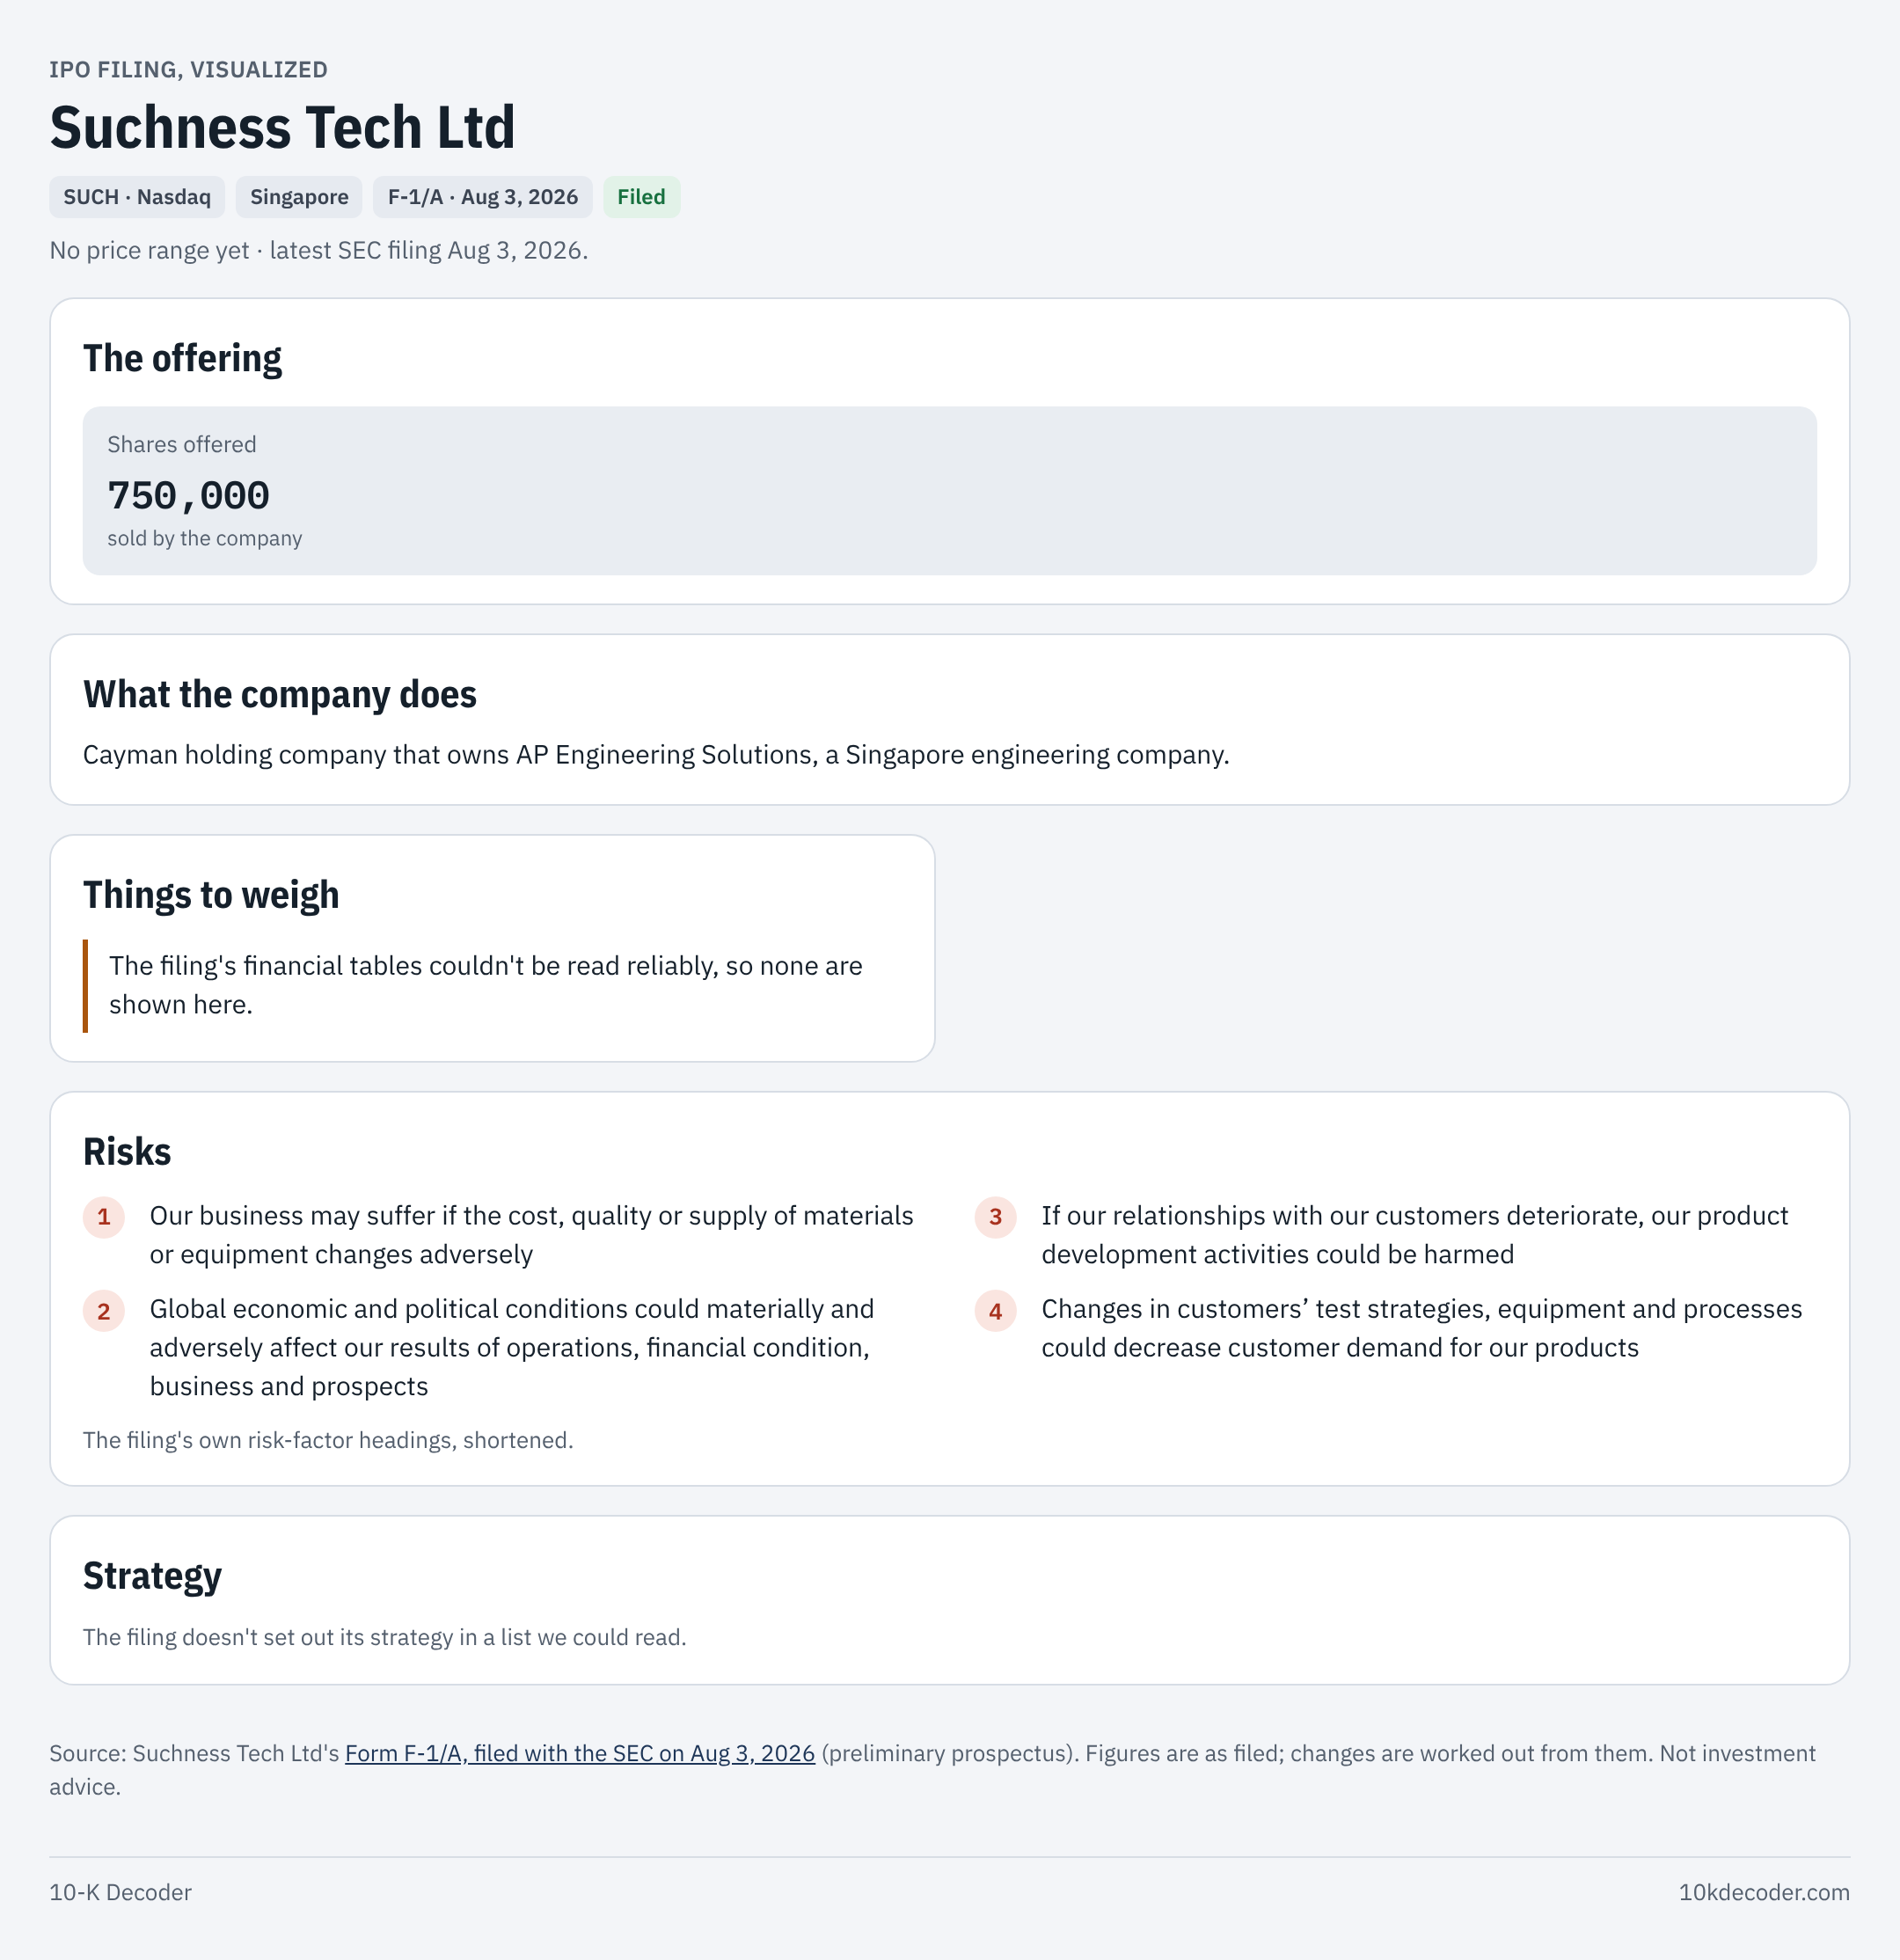 IPO FILING, VISUALIZED
Suchness Tech Ltd
SUCH · Nasdaq
Singapore
F-1/A · Aug 3, 2026
Filed
No price range yet · latest SEC filing Aug 3, 2026.
The offering
Shares offered
750,000
sold by the company
What the company does
Cayman holding company that owns AP Engineering Solutions, a Singapore engineering company.
Things to weigh
The filing's financial tables couldn't be read reliably, so none are
shown here.
Risks
1
Our business may suffer if the cost, quality or supply of materials
or equipment changes adversely
2
Global economic and political conditions could materially and
adversely affect our results of operations, financial condition,
business and prospects
3
If our relationships with our customers deteriorate, our product
development activities could be harmed
4
Changes in customers’ test strategies, equipment and processes
could decrease customer demand for our products
The filing's own risk-factor headings, shortened.
Strategy
The filing doesn't set out its strategy in a list we could read.
Source: Suchness Tech Ltd's Form F-1/A, filed with the SEC on Aug 3, 2026 (preliminary prospectus). Figures are as filed; changes are worked out from them. Not investment
advice.
10-K Decoder
10kdecoder.com